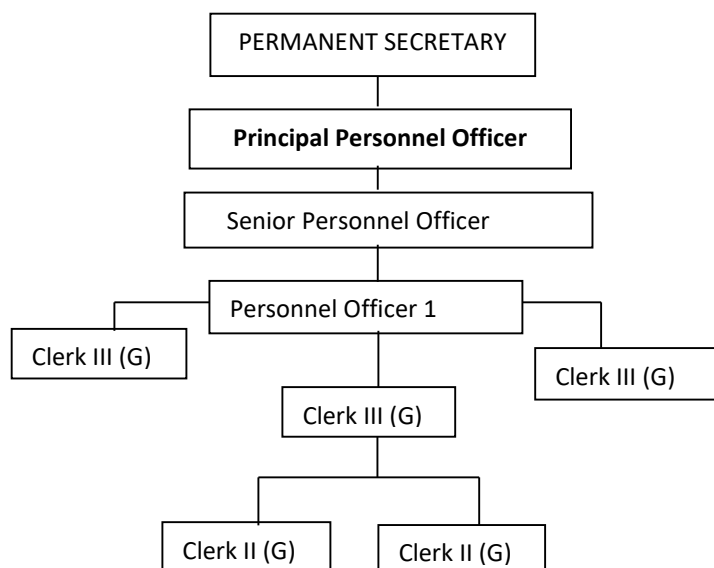 PERMANENT SECRETARY
Principal Personnel Officer
Senior Personnel Officer
Personnel Officer 1
Clerk III (G)
Clerk III (G)
Clerk III (G)
Clerk II (G)
Clerk II (G)